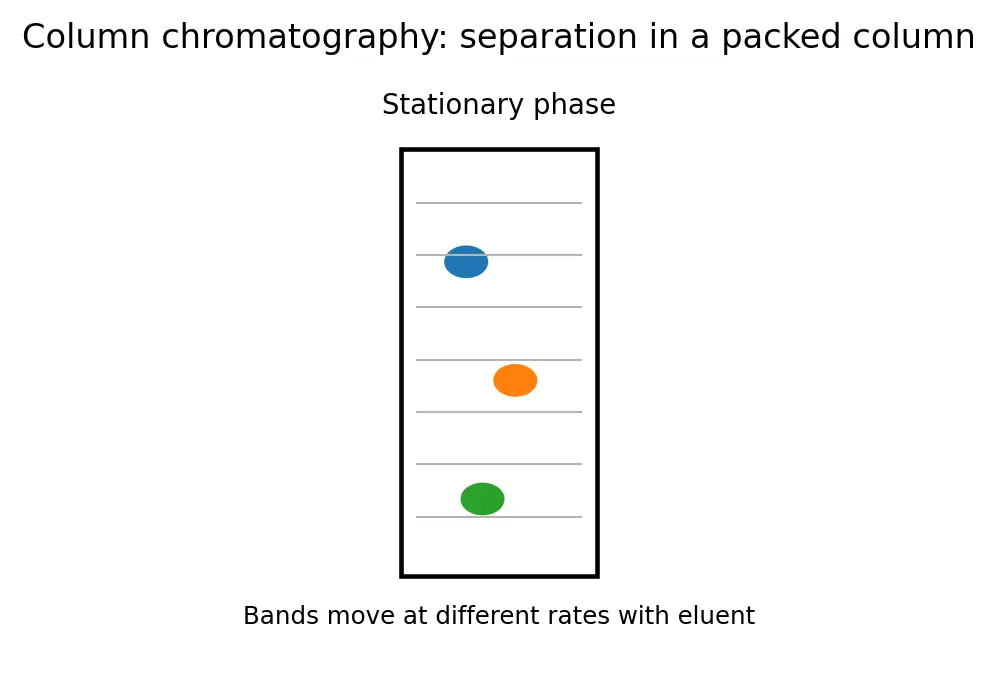 Column chromatography: separation in a packed column
Stationary phase
Bands move at different rates with eluent